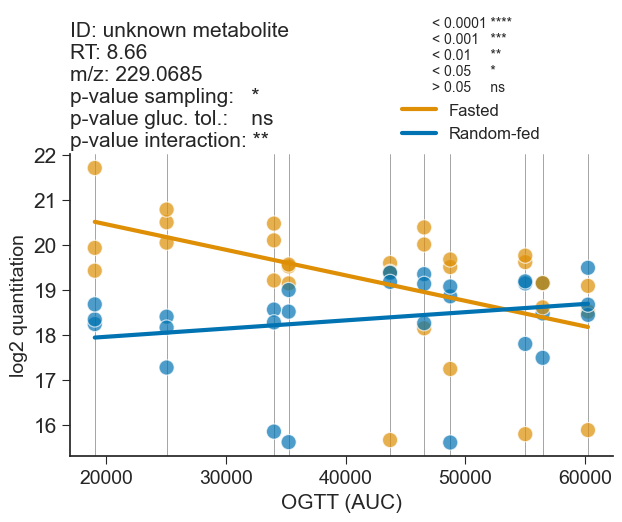 ID: unknown metabolite
RT: 8.66
m/z: 229.0685
p-value sampling: *
p-value gluc. tol.: ns
p-value interaction: **
< 0.0001 ****
< 0.001 ***
< 0.01 **
< 0.05 *
> 0.05 ns
Fasted
Random-fed
log2 quantitation
22
21
20
19
18
17
16
20000 30000 40000 50000 60000
OGTT (AUC)